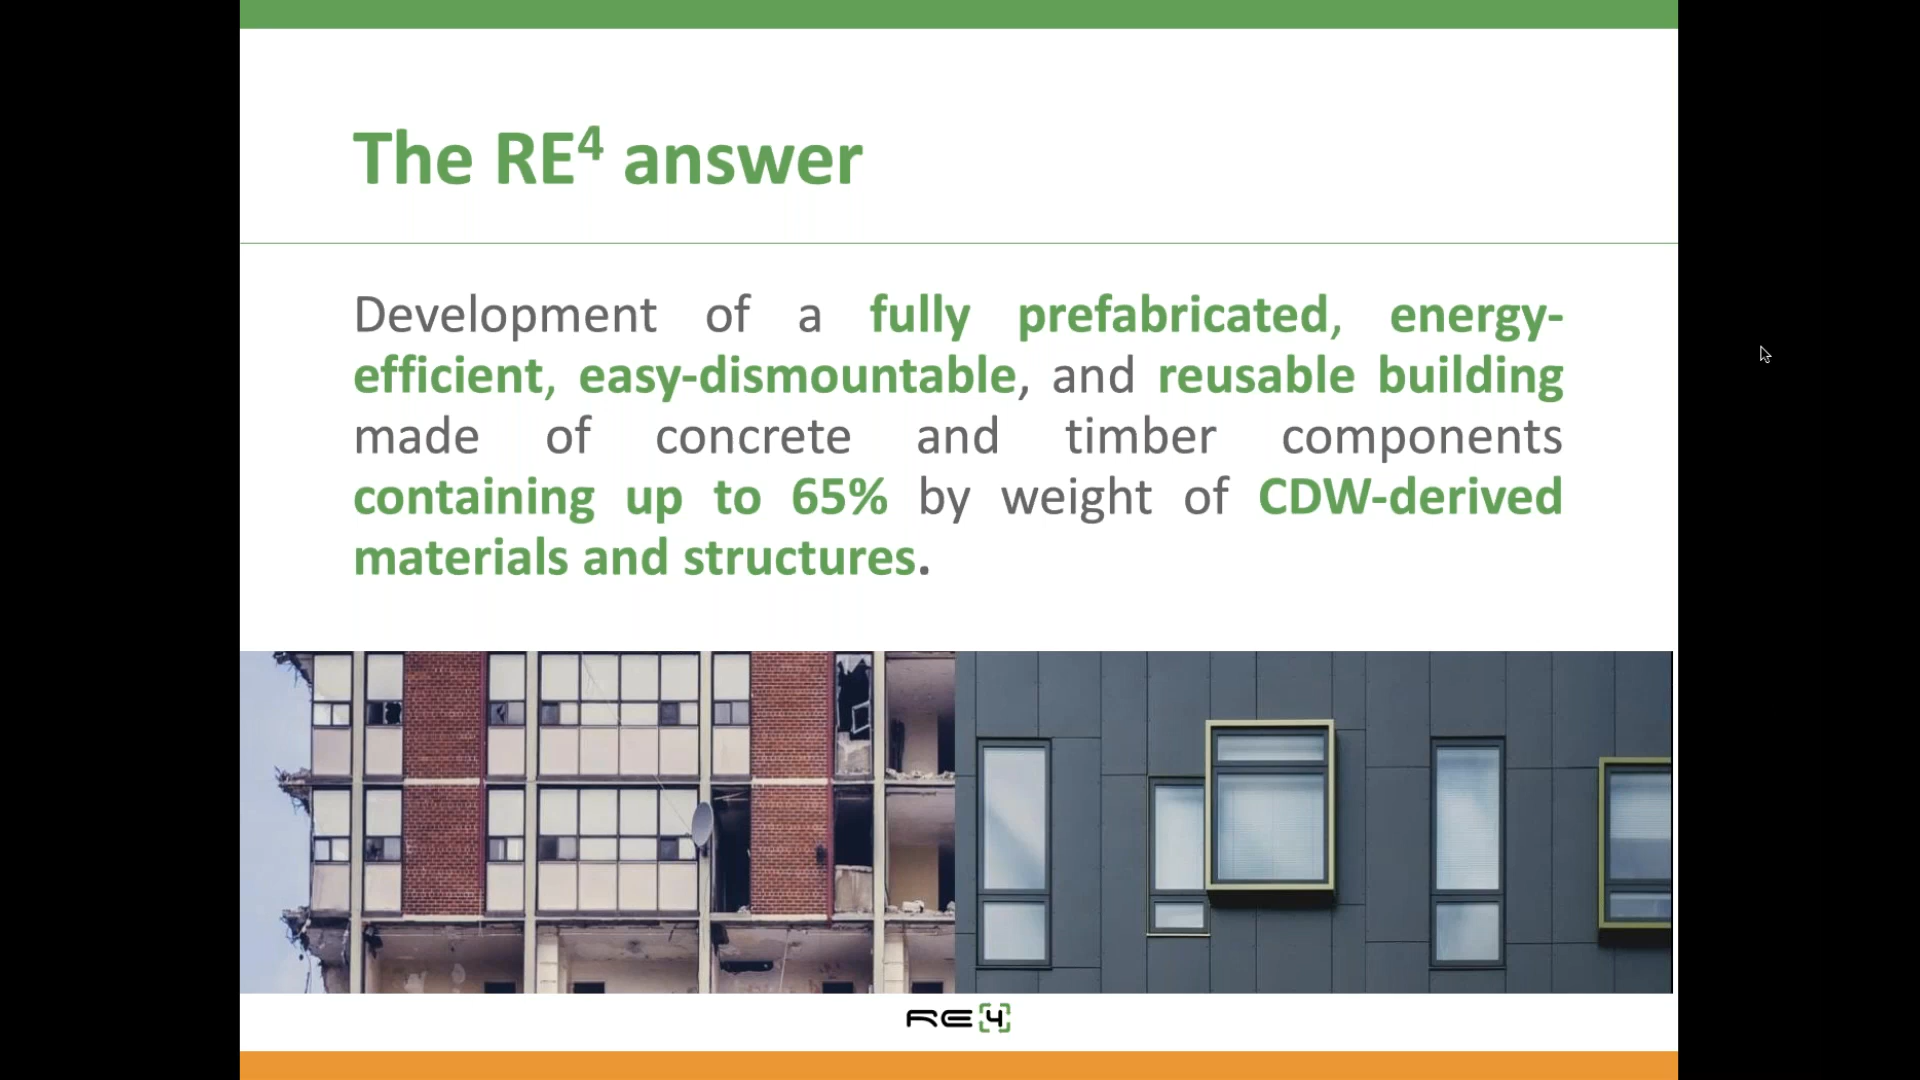 The RE⁴ answer
Development of a fully prefabricated, energy-
efficient, easy-dismountable, and reusable building
made of concrete and timber components
containing up to 65% by weight of CDW-derived
materials and structures.
RE4